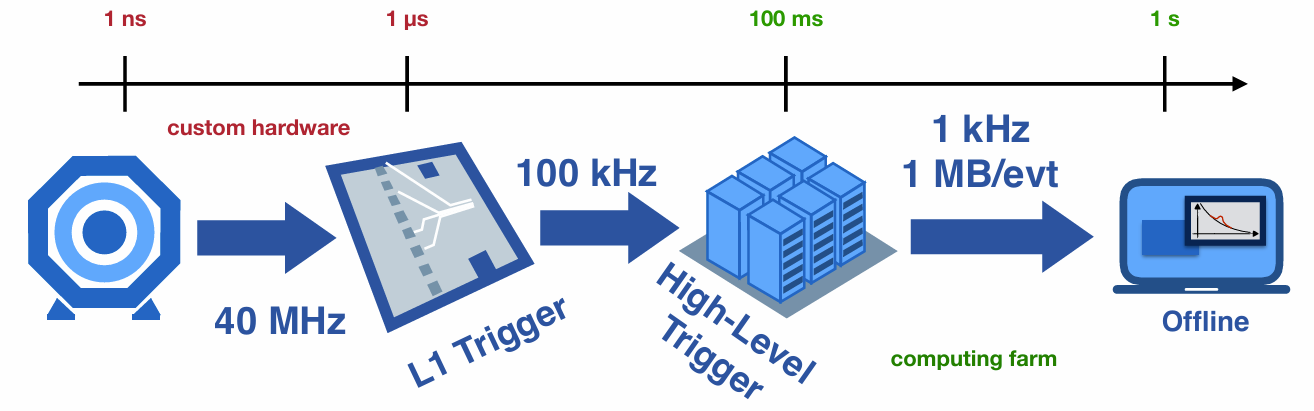 1 ns
1 μs
100 ms
1 s
custom hardware
40 MHz
L1 Trigger
100 kHz
High-Level
Trigger
1 kHz
1 MB/evt
computing farm
Offline